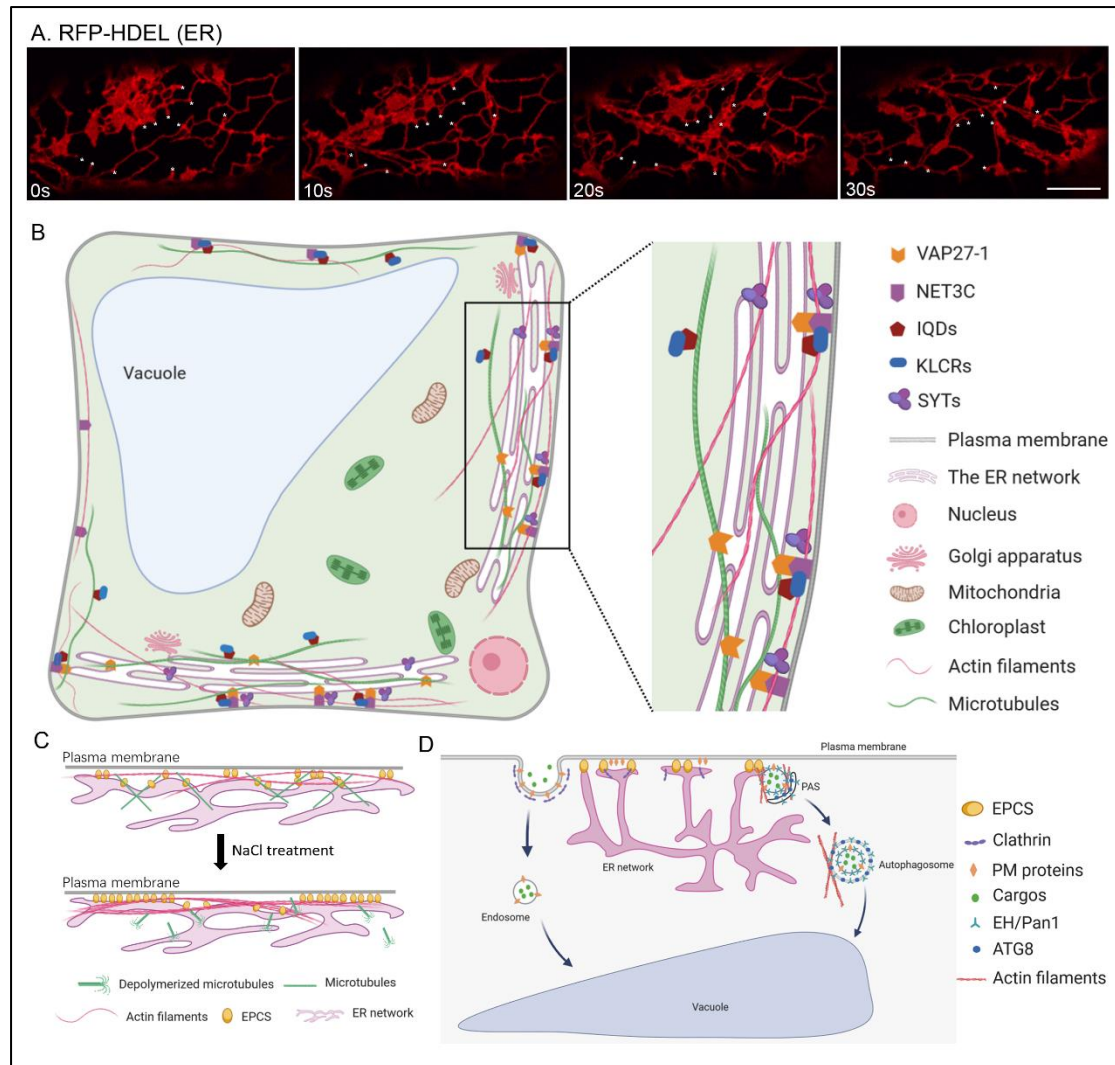 A. RFP-HDEL (ER)
0s
10s
20s
30s
B
Vacuole
VAP27-1
NET3C
IQDs
KLCRs
SYTs
Plasma membrane
The ER network
Nucleus
Golgi apparatus
Mitochondria
Chloroplast
Actin filaments
Microtubules
C
Plasma membrane
NaCl treatment
Plasma membrane
Depolymerized microtubules
Microtubules
Actin filaments
EPCS
ER network
D
Plasma membrane
PAS
ER network
Autophagosome
Endosome
Vacuole
EPCS
Clathrin
PM proteins
Cargos
EH/Pan1
ATG8
Actin filaments